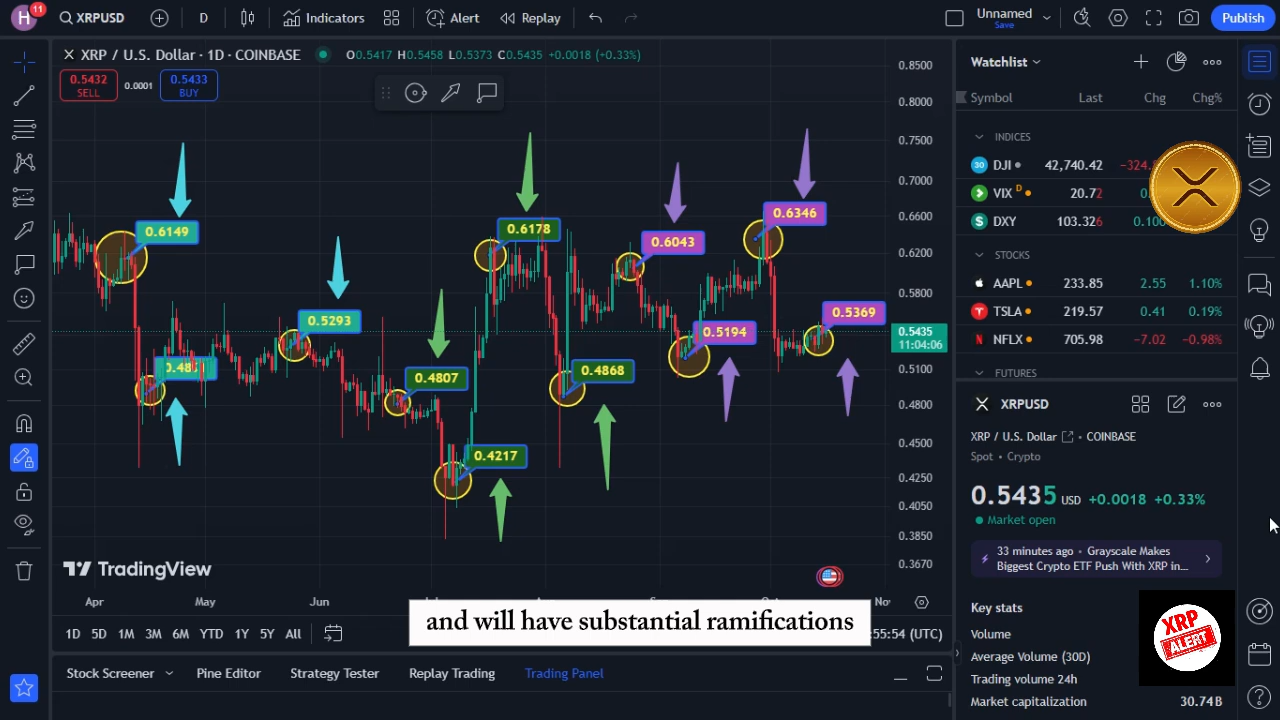 H
11
XRPUSD
D
Indicators
Alert
Replay
Unnamed
Save
Publish
XRP / U.S. Dollar · 1D · COINBASE
O0.5417 H0.5458 L0.5373 C0.5435 +0.0018 (+0.33%)
0.5432
SELL
0.0001
0.5433
BUY
0.6149
0.5293
0.4807
0.4217
0.6178
0.4868
0.6043
0.5194
0.6346
0.5369
0.8500
0.8000
0.7500
0.7000
0.6600
0.6200
0.5800
0.5435
11:04:06
0.5100
0.4800
0.4500
0.4250
0.4050
0.3850
0.3670
TradingView
Apr
May
Jun
1D 5D 1M 3M 6M YTD 1Y 5Y All
and will have substantial ramifications
:55:54 (UTC)
Stock Screener
Pine Editor
Strategy Tester
Replay Trading
Trading Panel
Watchlist
Symbol Last Chg Chg%
INDICES
30
DJI 42,740.42
VIX D 20.72
DXY 103.326 0.100
STOCKS
AAPL 233.85 2.55 1.10%
TSLA 219.57 0.41 0.19%
NFLX 705.98 -7.02 -0.98%
FUTURES
XRPUSD
XRP / U.S. Dollar · COINBASE
Spot · Crypto
0.5435 USD +0.0018 +0.33%
Market open
33 minutes ago · Grayscale Makes
Biggest Crypto ETF Push With XRP in...
Key stats
Volume
Average Volume (30D)
Trading volume 24h
Market capitalization 30.74B
XRP
ALERT